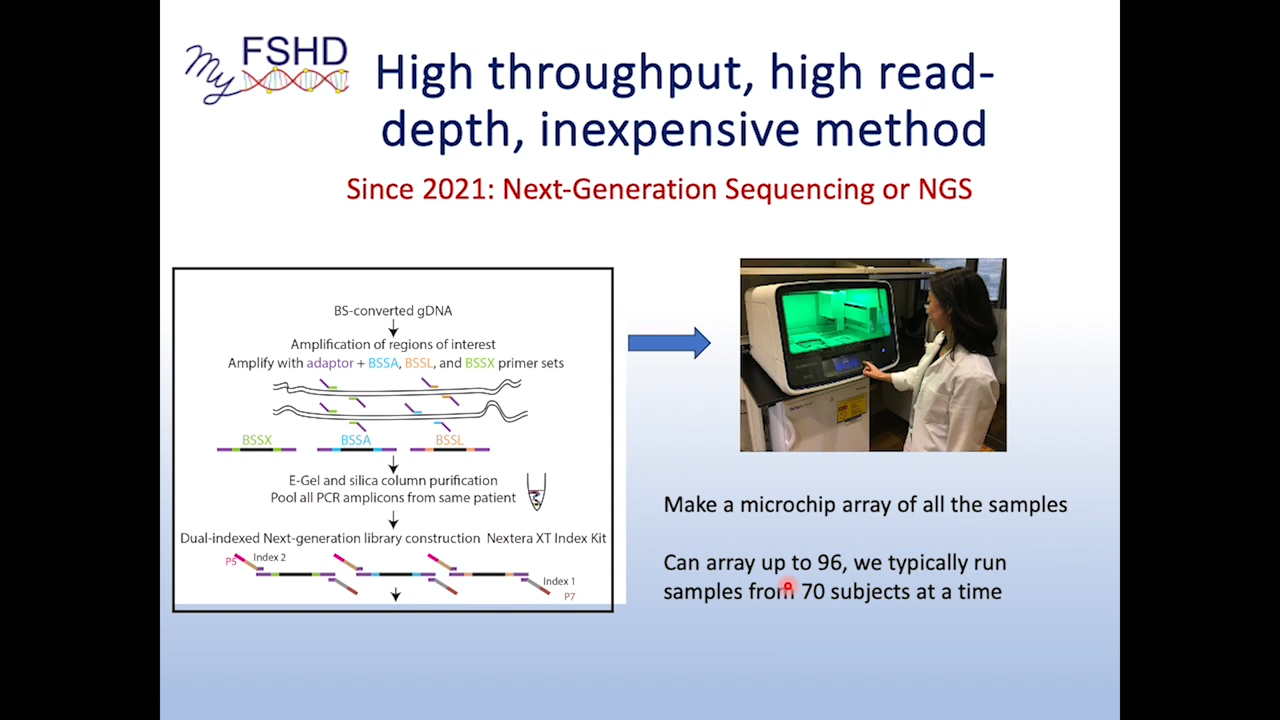 My FSHD
High throughput, high read-
depth, inexpensive method
Since 2021: Next-Generation Sequencing or NGS
BS-converted gDNA
Amplification of regions of interest
Amplify with adaptor + BSSA, BSSL, and BSSX primer sets
BSSX BSSA BSSL
E-Gel and silica column purification
Pool all PCR amplicons from same patient
Dual-indexed Next-generation library construction Nextera XT Index Kit
P5 Index 2
Index 1
P7
Make a microchip array of all the samples
Can array up to 96, we typically run
samples from 70 subjects at a time